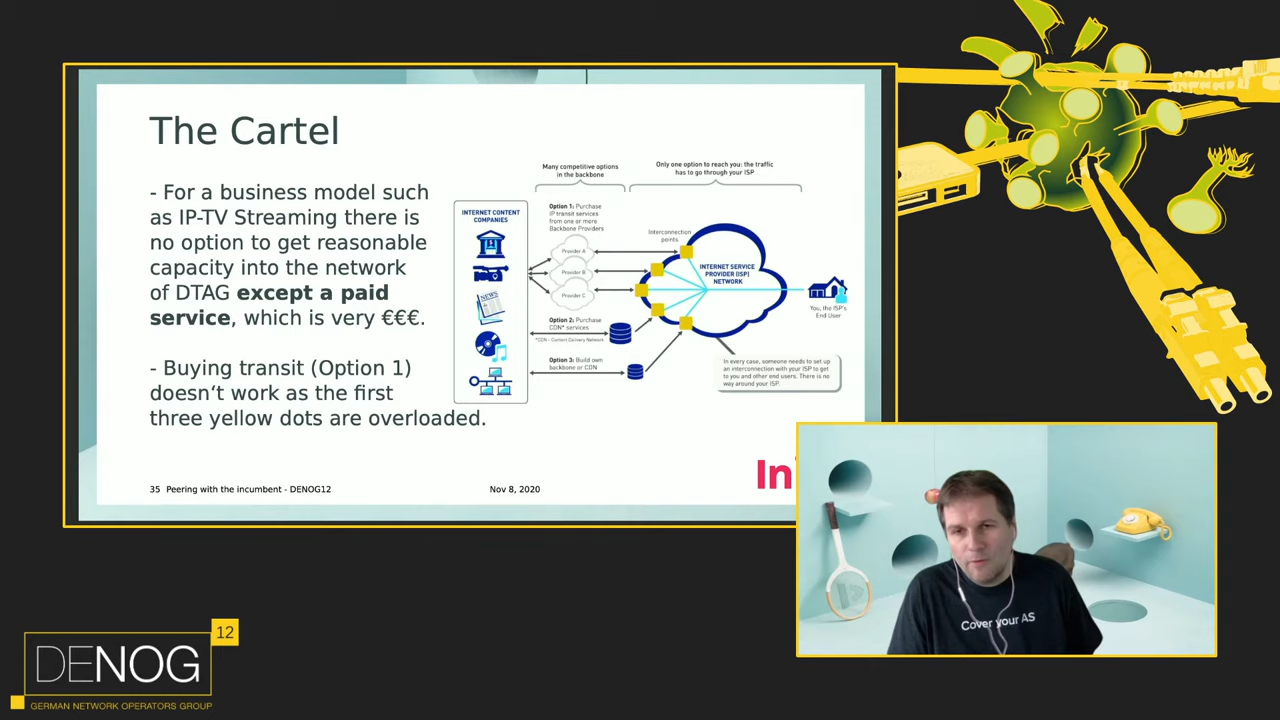 The Cartel
- For a business model such
as IP-TV Streaming there is
no option to get reasonable
capacity into the network
of DTAG except a paid
service, which is very €€€.
- Buying transit (Option 1)
doesn‘t work as the first
three yellow dots are overloaded.
Many competitive options
in the backbone
Only one option to reach you: the traffic
has to go through your ISP
INTERNET CONTENT
COMPANIES
NEWS
Option 1: Purchase
IP transit services
from one or more
Backbone Providers
Provider A
Provider B
Provider C
Option 2: Purchase
CDN* services
*CDN - Content Delivery Network
Option 3: Build own
backbone or CDN
Interconnection
points
INTERNET SERVICE
PROVIDER (ISP)
NETWORK
You, the ISP's
End User
In every case, someone needs to set up
an interconnection with your ISP to get
to you and other end users. There is no
way around your ISP.
35 Peering with the incumbent - DENOG12
Nov 8, 2020
In
Cover your AS
12
DENOG
GERMAN NETWORK OPERATORS GROUP